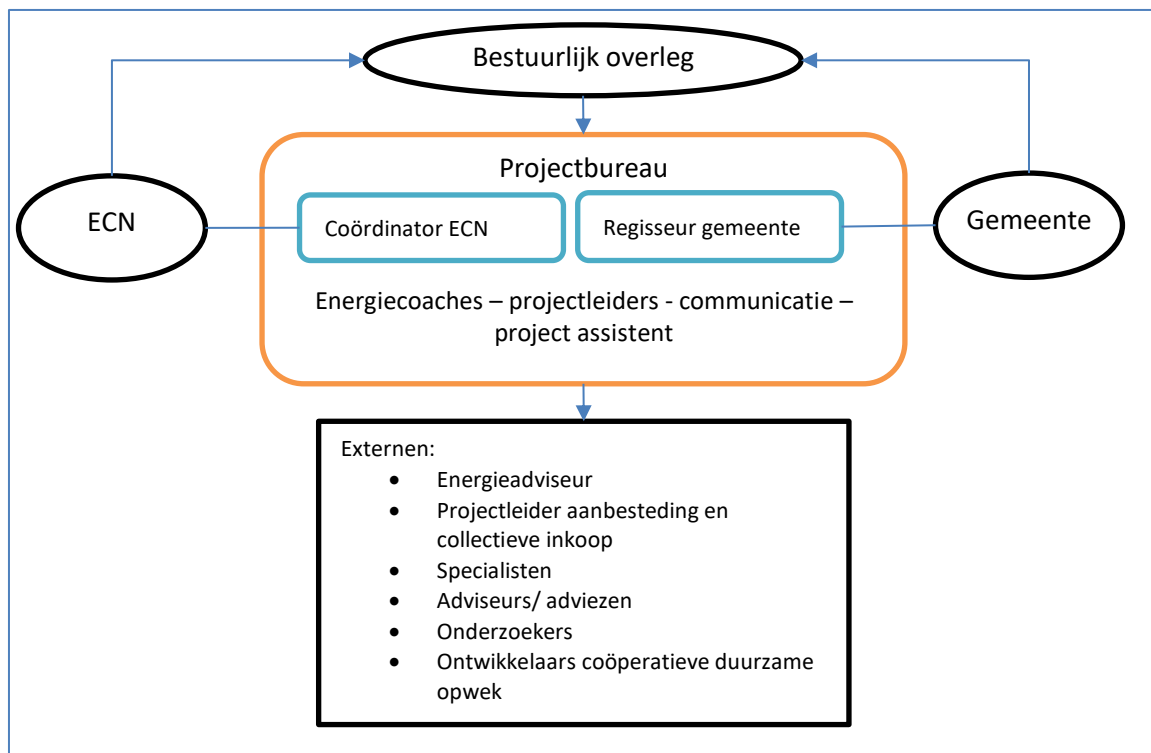 Bestuurlijk overleg
Projectbureau
ECN
Coördinator ECN
Regisseur gemeente
Gemeente
Energiecoaches – projectleiders - communicatie –
project assistent
Externen:
• Energieadviseur
• Projectleider aanbesteding en
collectieve inkoop
• Specialisten
• Adviseurs/ adviezen
• Onderzoekers
• Ontwikkelaars coöperatieve duurzame
opwek